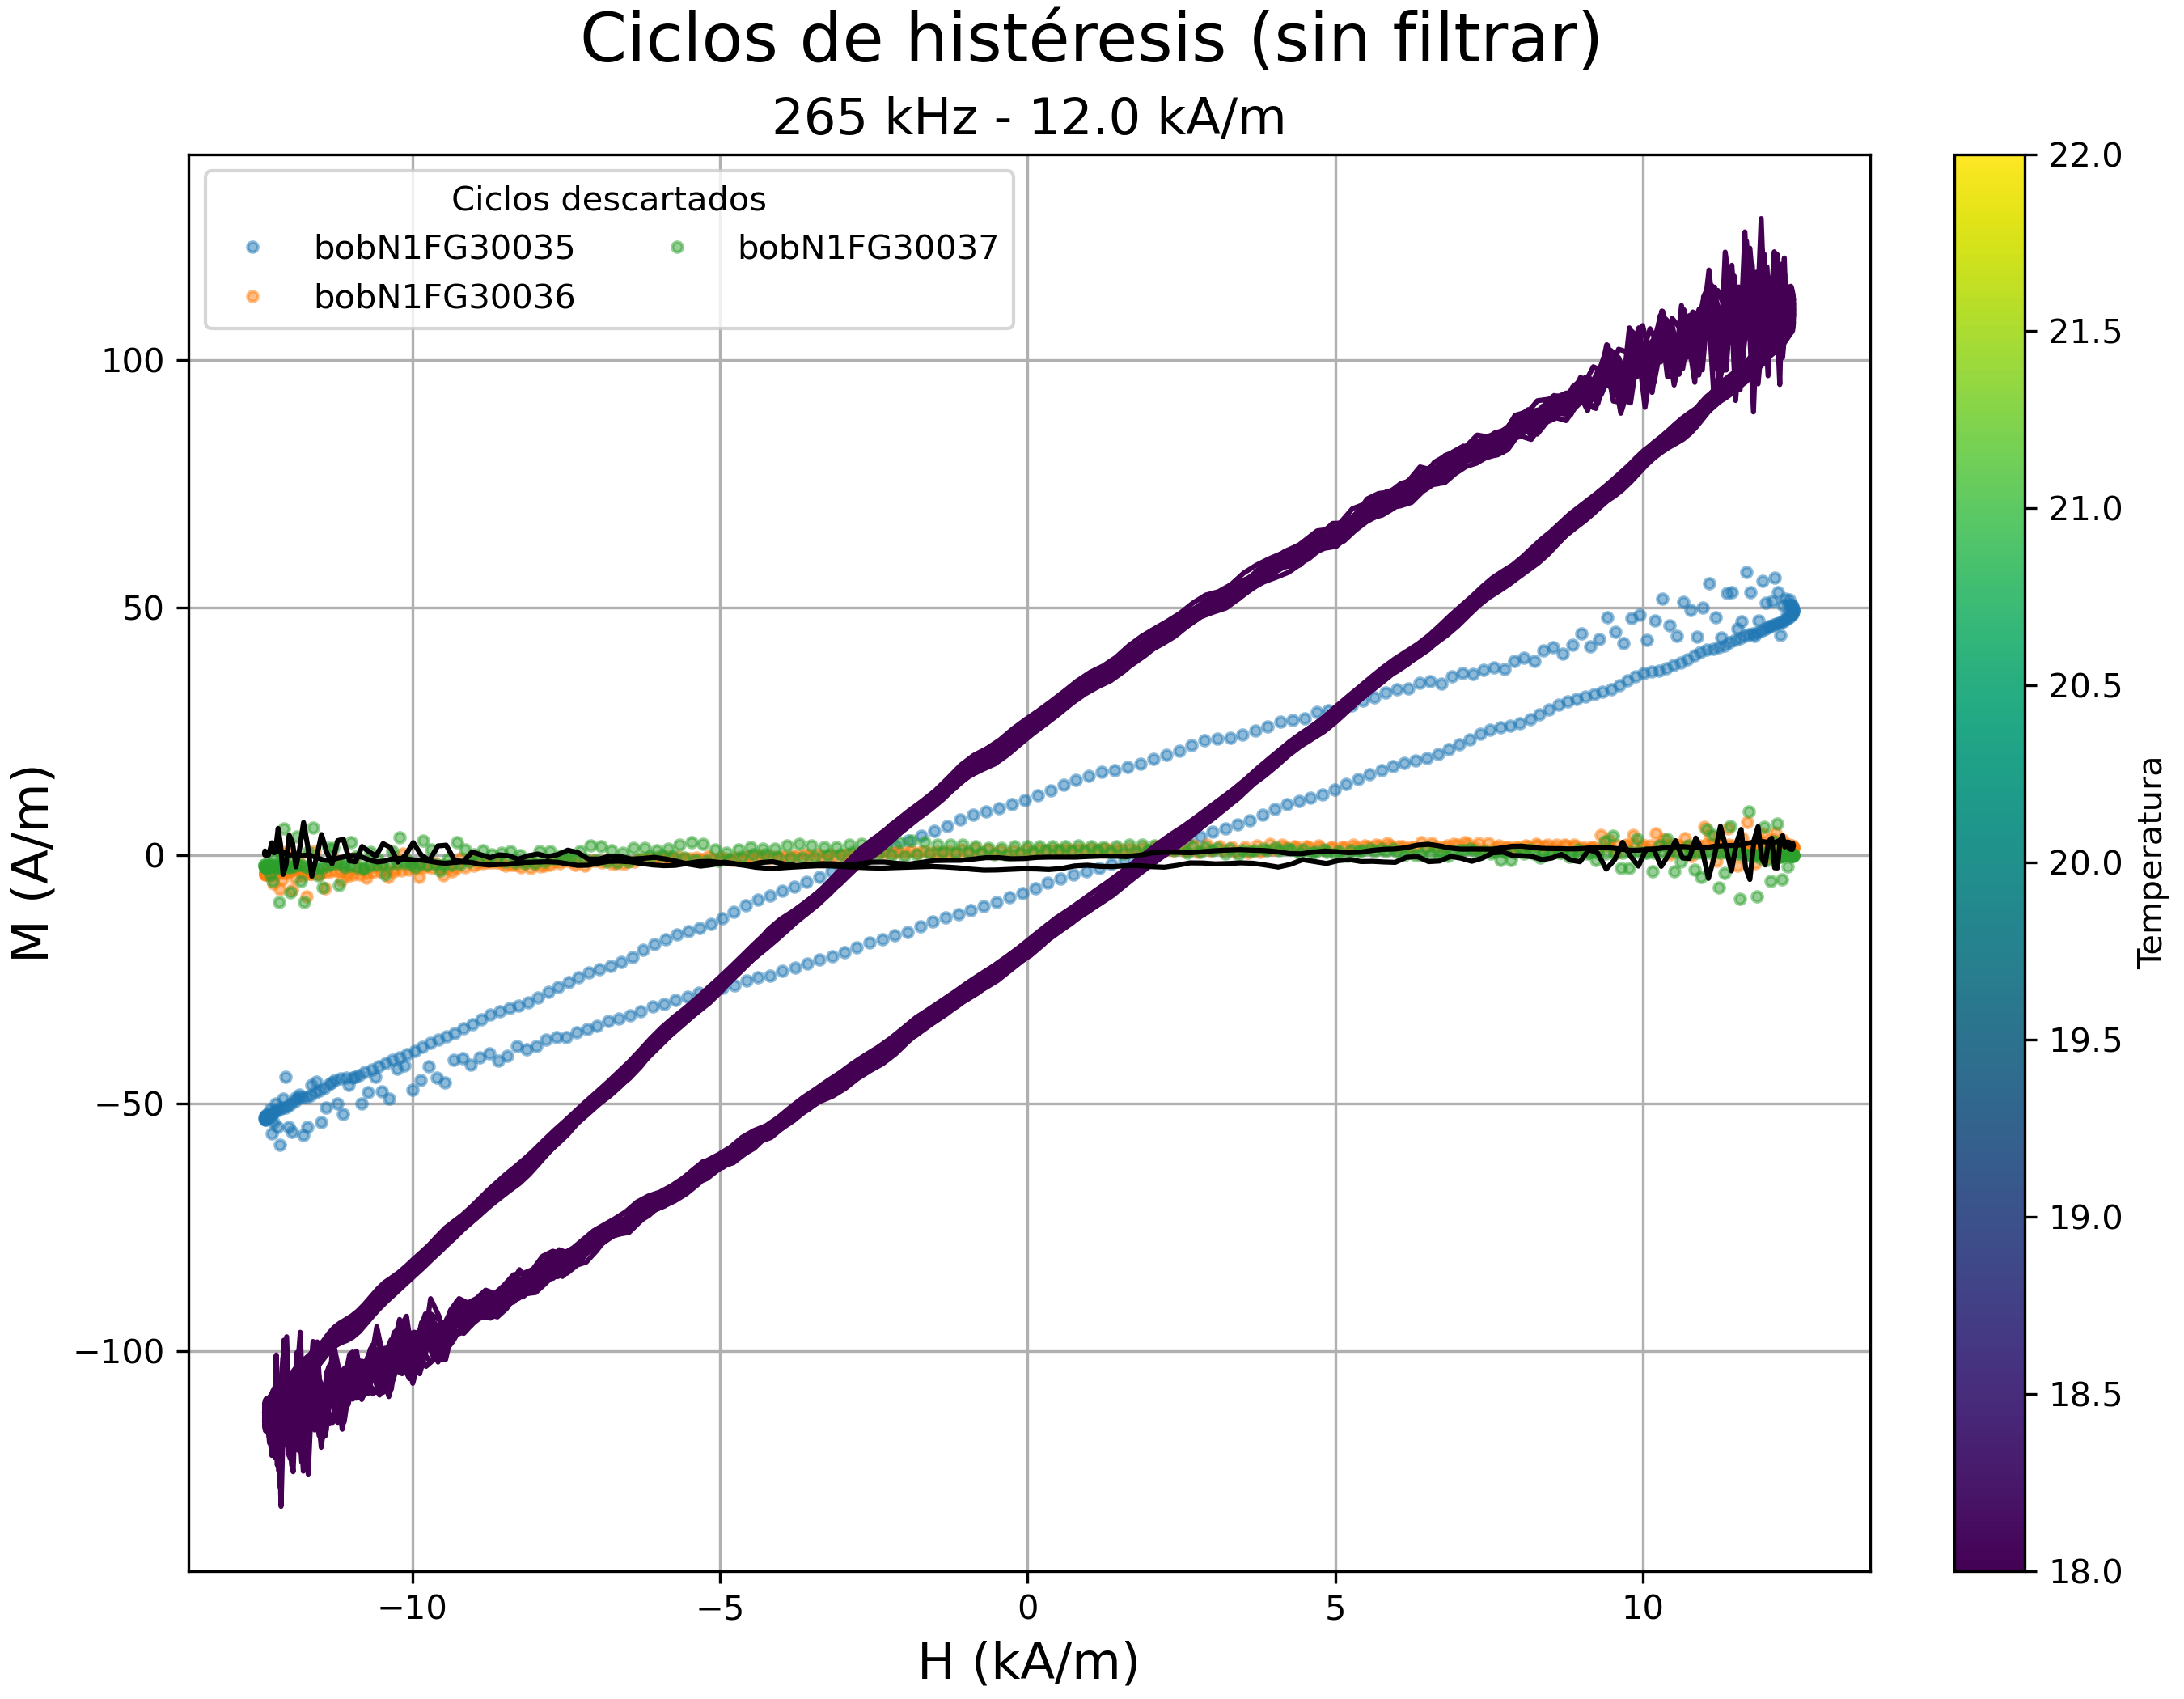 Ciclos de histéresis (sin filtrar)
265 kHz - 12.0 kA/m
Ciclos descartados
bobN1FG30035
bobN1FG30036
bobN1FG30037
M (A/m)
100
50
0
−50
−100
−10
−5
0
5
10
H (kA/m)
22.0
21.5
21.0
20.5
20.0
19.5
19.0
18.5
18.0
Temperatura